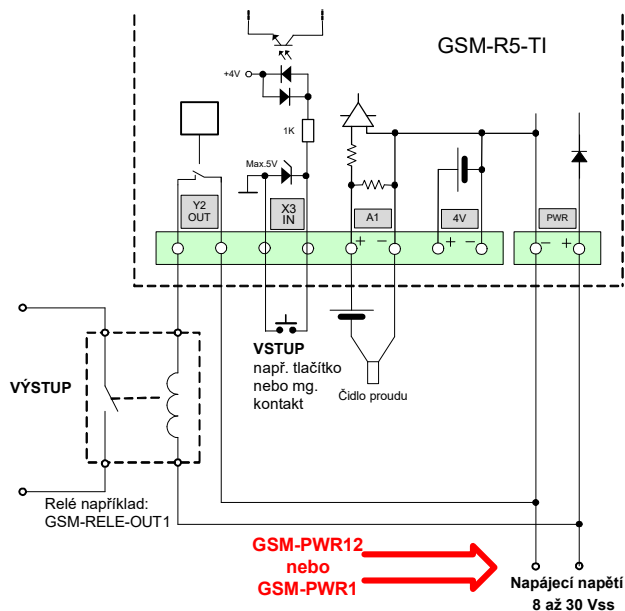 GSM-R5-TI
+4V
1K
Max.5V
Y2
OUT
X3
IN
A1
4V
PWR
+ −
+ −
− +
VSTUP
např. tlačítko
nebo mg.
kontakt
Čidlo proudu
VÝSTUP
Relé například:
GSM-RELE-OUT1
GSM-PWR12
nebo
GSM-PWR1
Napájecí napětí
8 až 30 Vss